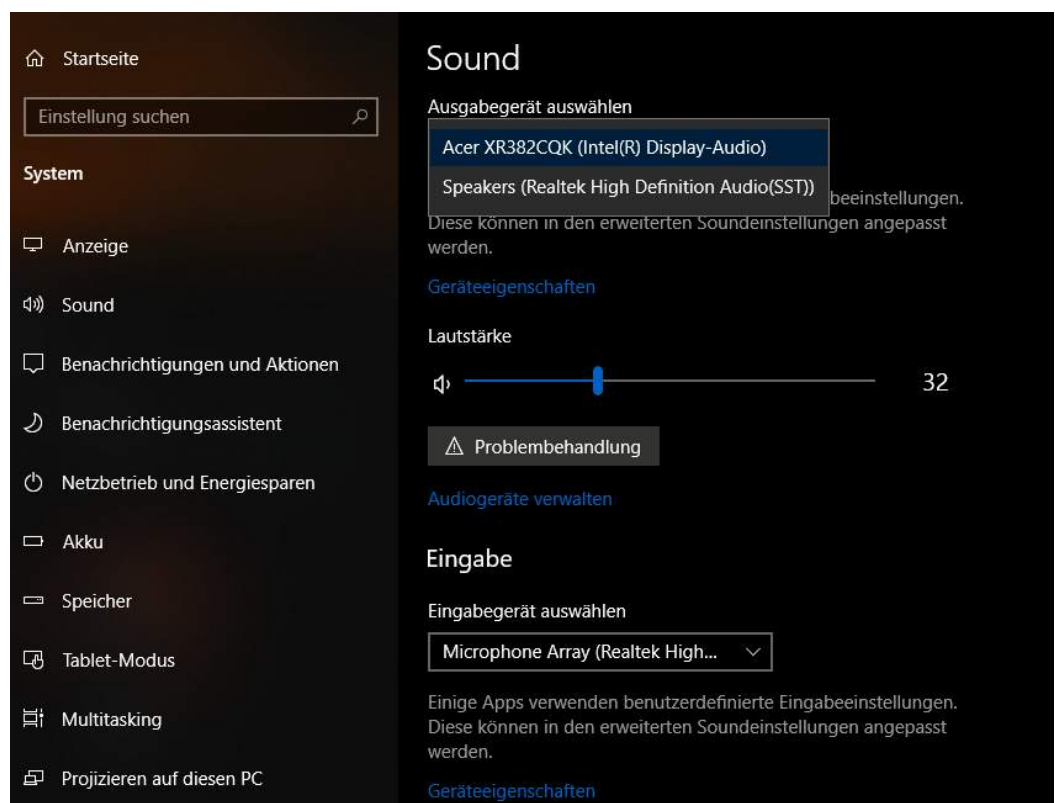 Startseite
Einstellung suchen
System
Anzeige
Sound
Benachrichtigungen und Aktionen
Benachrichtigungsassistent
Netzbetrieb und Energiesparen
Akku
Speicher
Tablet-Modus
Multitasking
Projizieren auf diesen PC
Sound
Ausgabegerät auswählen
Acer XR382CQK (Intel(R) Display-Audio)
Speakers (Realtek High Definition Audio(SST))
beeinstellungen.
Diese können in den erweiterten Soundeinstellungen angepasst
werden.
Geräteeigenschaften
Lautstärke
32
Problembehandlung
Audiogeräte verwalten
Eingabe
Eingabegerät auswählen
Microphone Array (Realtek High...
Einige Apps verwenden benutzerdefinierte Eingabeeinstellungen.
Diese können in den erweiterten Soundeinstellungen angepasst
werden.
Geräteeigenschaften